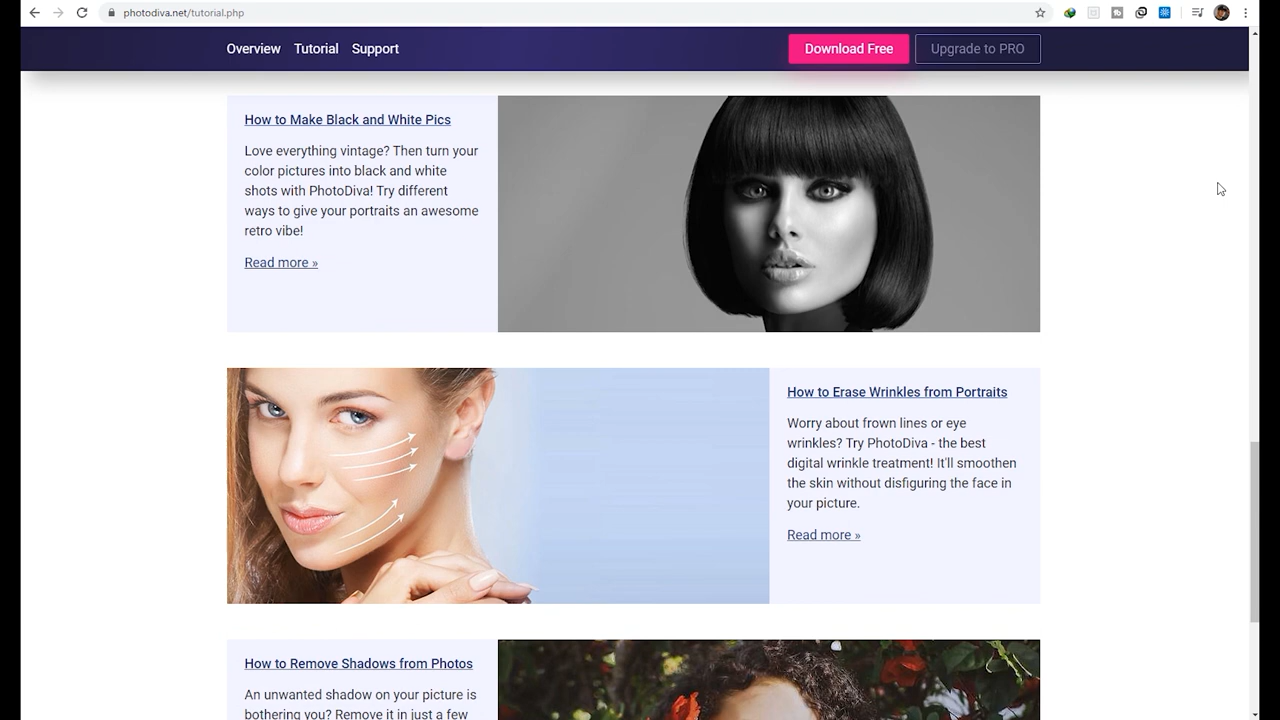 photodiva.net/tutorial.php
Overview Tutorial Support
Download Free
Upgrade to PRO
How to Make Black and White Pics
Love everything vintage? Then turn your
color pictures into black and white
shots with PhotoDiva! Try different
ways to give your portraits an awesome
retro vibe!
Read more »
How to Erase Wrinkles from Portraits
Worry about frown lines or eye
wrinkles? Try PhotoDiva - the best
digital wrinkle treatment! It'll smoothen
the skin without disfiguring the face in
your picture.
Read more »
How to Remove Shadows from Photos
An unwanted shadow on your picture is
bothering you? Remove it in just a few